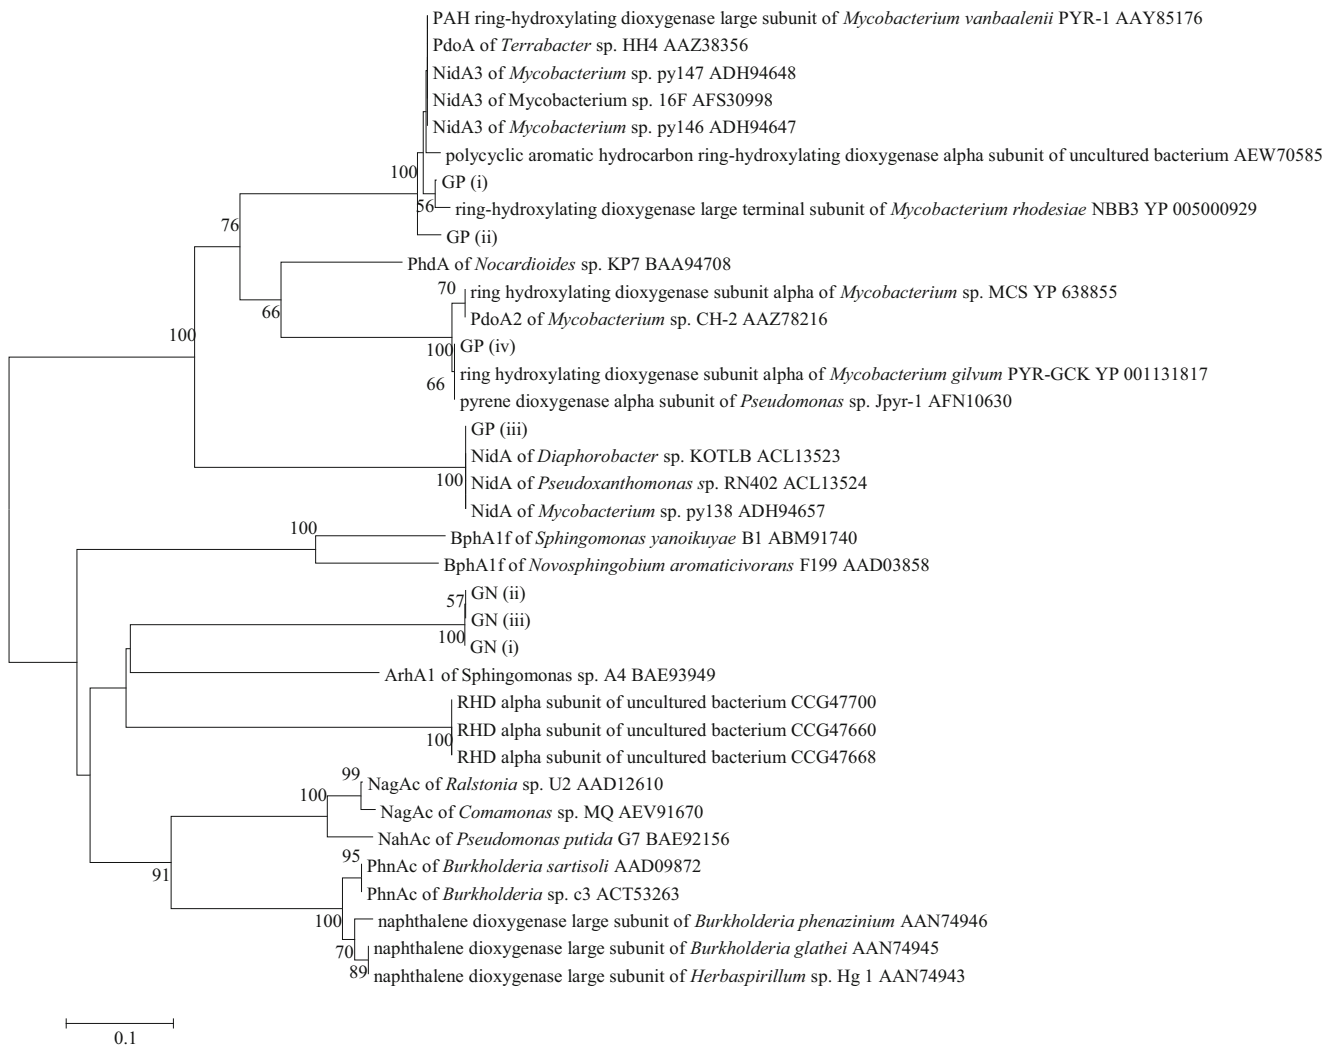 PAH ring-hydroxylating dioxygenase large subunit of Mycobacterium vanbaalenii PYR-1 AAY85176
PdoA of Terrabacter sp. HH4 AAZ38356
NidA3 of Mycobacterium sp. py147 ADH94648
NidA3 of Mycobacterium sp. 16F AFS30998
NidA3 of Mycobacterium sp. py146 ADH94647
polycyclic aromatic hydrocarbon ring-hydroxylating dioxygenase alpha subunit of uncultured bacterium AEW70585
100
GP (i)
56
ring-hydroxylating dioxygenase large terminal subunit of Mycobacterium rhodesiae NBB3 YP 005000929
76
GP (ii)
PhdA of Nocardioides sp. KP7 BAA94708
70
ring hydroxylating dioxygenase subunit alpha of Mycobacterium sp. MCS YP 638855
66
PdoA2 of Mycobacterium sp. CH-2 AAZ78216
100
100
GP (iv)
66
ring hydroxylating dioxygenase subunit alpha of Mycobacterium gilvum PYR-GCK YP 001131817
pyrene dioxygenase alpha subunit of Pseudomonas sp. Jpyr-1 AFN10630
GP (iii)
NidA of Diaphorobacter sp. KOTLB ACL13523
100
NidA of Pseudoxanthomonas sp. RN402 ACL13524
NidA of Mycobacterium sp. py138 ADH94657
100
BphA1f of Sphingomonas yanoikuyae B1 ABM91740
BphA1f of Novosphingobium aromaticivorans F199 AAD03858
57
GN (ii)
GN (iii)
100
GN (i)
ArhA1 of Sphingomonas sp. A4 BAE93949
RHD alpha subunit of uncultured bacterium CCG47700
100
RHD alpha subunit of uncultured bacterium CCG47660
RHD alpha subunit of uncultured bacterium CCG47668
99
NagAc of Ralstonia sp. U2 AAD12610
100
NagAc of Comamonas sp. MQ AEV91670
NahAc of Pseudomonas putida G7 BAE92156
95
PhnAc of Burkholderia sartisoli AAD09872
91
PhnAc of Burkholderia sp. c3 ACT53263
100
naphthalene dioxygenase large subunit of Burkholderia phenazinium AAN74946
70
naphthalene dioxygenase large subunit of Burkholderia glathei AAN74945
89
naphthalene dioxygenase large subunit of Herbaspirillum sp. Hg 1 AAN74943
0.1